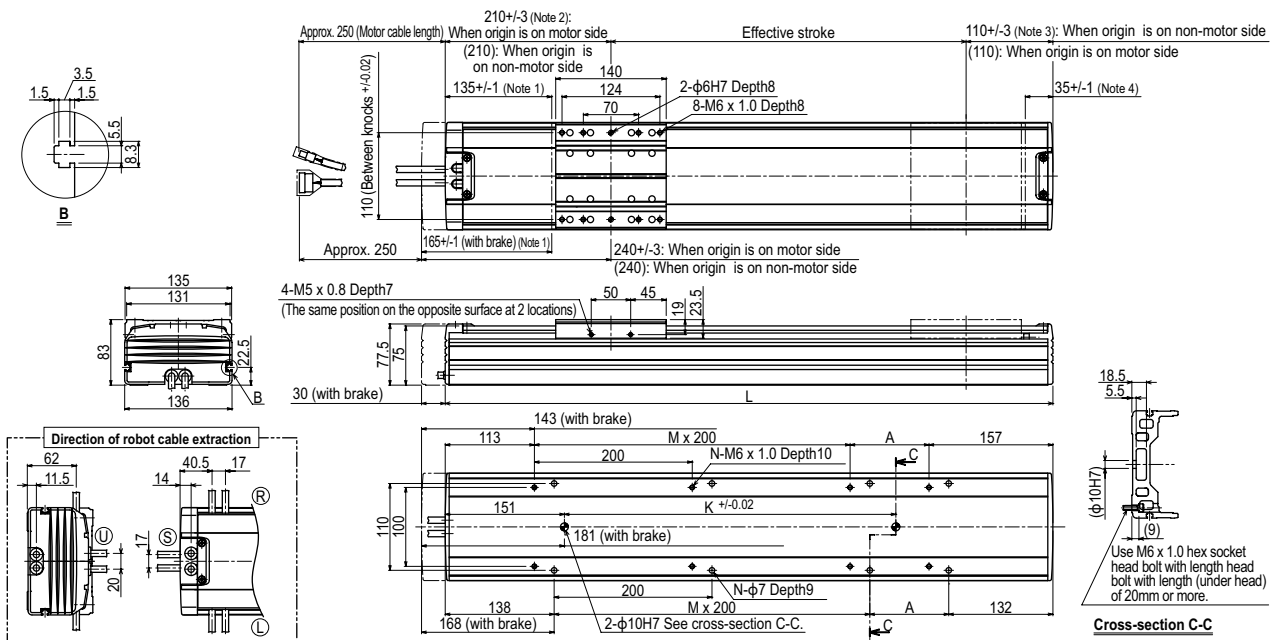 210+/-3 (Note 2):
Approx. 250 (Motor cable length)
When origin is on motor side
(210): When origin is
on non-motor side
Effective stroke
110+/-3 (Note 3): When origin is on non-motor side
(110): When origin is on motor side
140
135+/-1 (Note 1)
124
70
2-ϕ6H7 Depth8
8-M6 x 1.0 Depth8
35+/-1 (Note 4)
3.5
1.5
1.5
5.5
8.3
B
110 (Between knocks +/-0.02)
165+/-1 (with brake) (Note 1)
Approx. 250
240+/-3: When origin is on motor side
(240): When origin is on non-motor side
135
131
83
22.5
136
B
4-M5 x 0.8 Depth7
(The same position on the opposite surface at 2 locations)
50
45
19
23.5
77.5
75
30 (with brake)
L
18.5
5.5
(ϕ10H7)
(9)
Use M6 x 1.0 hex socket
head bolt with length head
bolt with length (under head)
of 20mm or more.
Cross-section C-C
Direction of robot cable extraction
62
11.5
U
20
40.5
17
14
S
17
R
L
143 (with brake)
113
M x 200
A
157
200
N-M6 x 1.0 Depth10
C
151
K +/-0.02
110
100
181 (with brake)
200
N-ϕ7 Depth9
138
M x 200
A
132
168 (with brake)
2-ϕ10H7 See cross-section C-C.
C